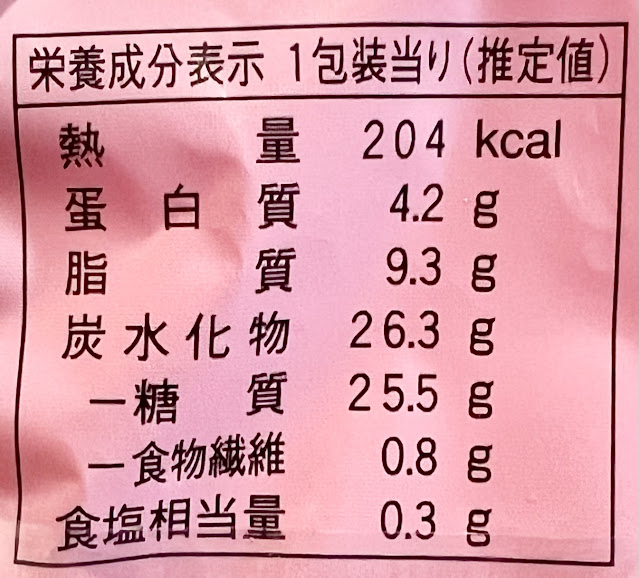 栄養成分表示 1包装当り(推定値)
熱量 204 kcal
蛋白質 4.2 g
脂質 9.3 g
炭水化物 26.3 g
ー糖質 25.5 g
ー食物繊維 0.8 g
食塩相当量 0.3 g